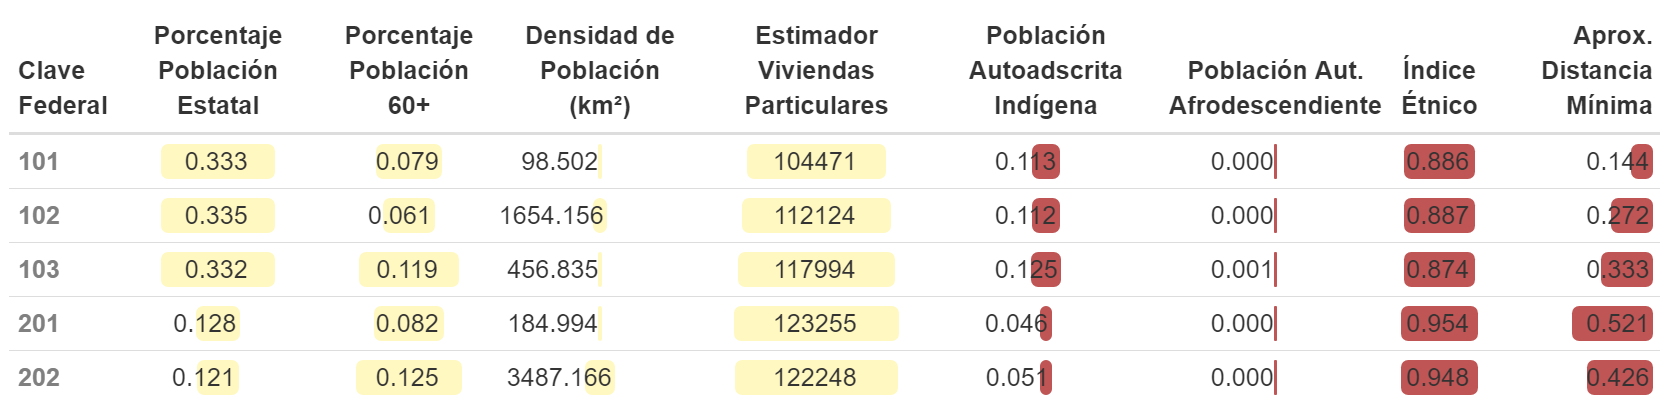 Clave Federal Porcentaje Población Estatal Porcentaje Población 60+ Densidad de Población (km²) Estimador Viviendas Particulares Población Autoadscrita Indígena Población Aut. Afrodescendiente Índice Étnico Aprox. Distancia Mínima
101 0.333 0.079 98.502 104471 0.113 0.000 0.886 0.144
102 0.335 0.061 1654.156 112124 0.112 0.000 0.887 0.272
103 0.332 0.119 456.835 117994 0.125 0.001 0.874 0.333
201 0.128 0.082 184.994 123255 0.046 0.000 0.954 0.521
202 0.121 0.125 3487.166 122248 0.051 0.000 0.948 0.426